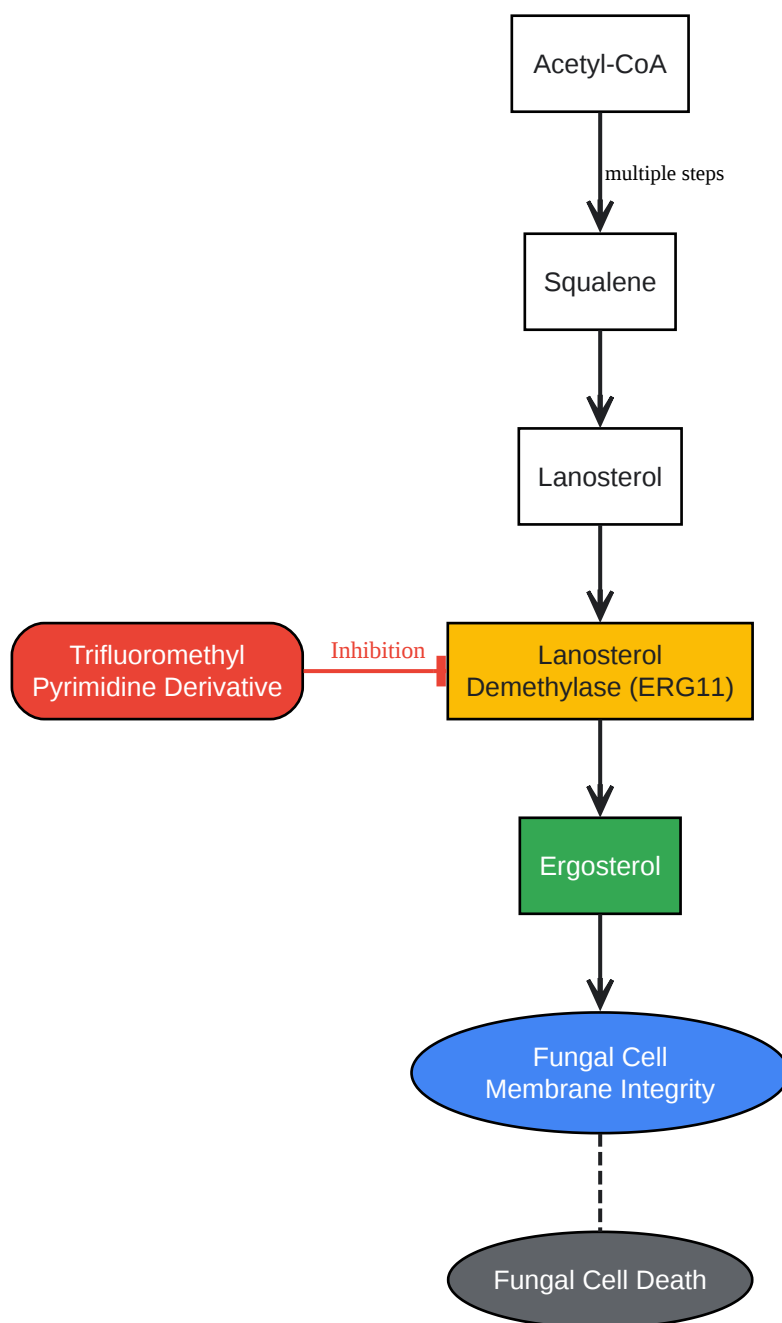 Acetyl-CoA
multiple steps
Squalene
Lanosterol
Trifluoromethyl
Pyrimidine Derivative
Inhibition
Lanosterol
Demethylase (ERG11)
Ergosterol
Fungal Cell
Membrane Integrity
Fungal Cell Death